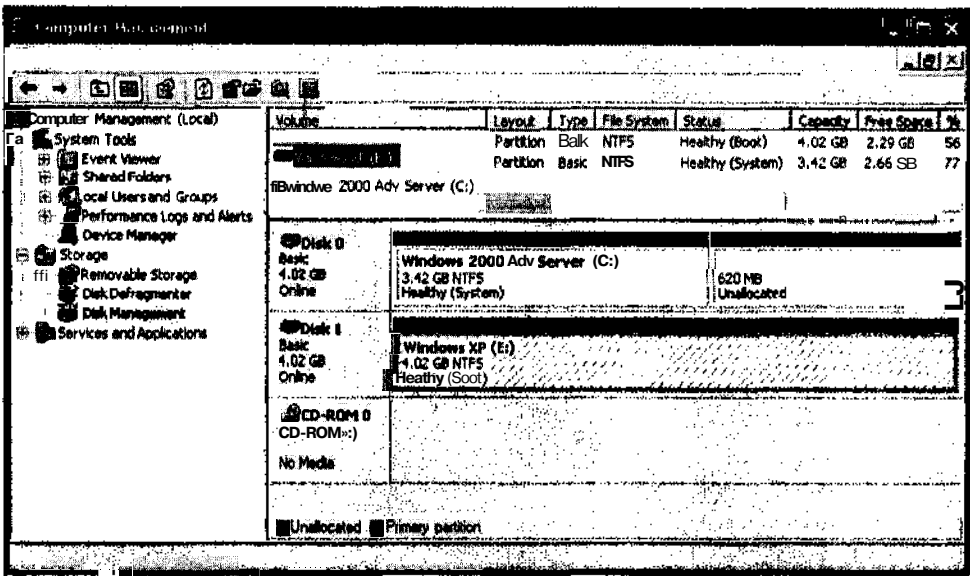 Computer Management
Computer Management (Local)
System Tools
Event Viewer
Shared Folders
Local Users and Groups
Performance Logs and Alerts
Device Manager
Storage
Removable Storage
Disk Defragmenter
Disk Management
Services and Applications
Volume Layout Type File System Status Capacity Free Space %
Partition Balk NTFS Healthy (Boot) 4.02 GB 2.29 GB 56
Partition Basic NTFS Healthy (System) 3.42 GB 2.66 SB 77
fiBwindwe 2000 Adv Server (C:)
Disk 0
Basic
4.02 GB
Online
Windows 2000 Adv Server (C:)
3.42 GB NTFS
Healthy (System)
620 MB
Unallocated
Disk 1
Basic
4.02 GB
Online
Windows XP (E:)
4.02 GB NTFS
Heathy (Soot)
CD-ROM 0
CD-ROM»:)
No Media
Unallocated Primary partition